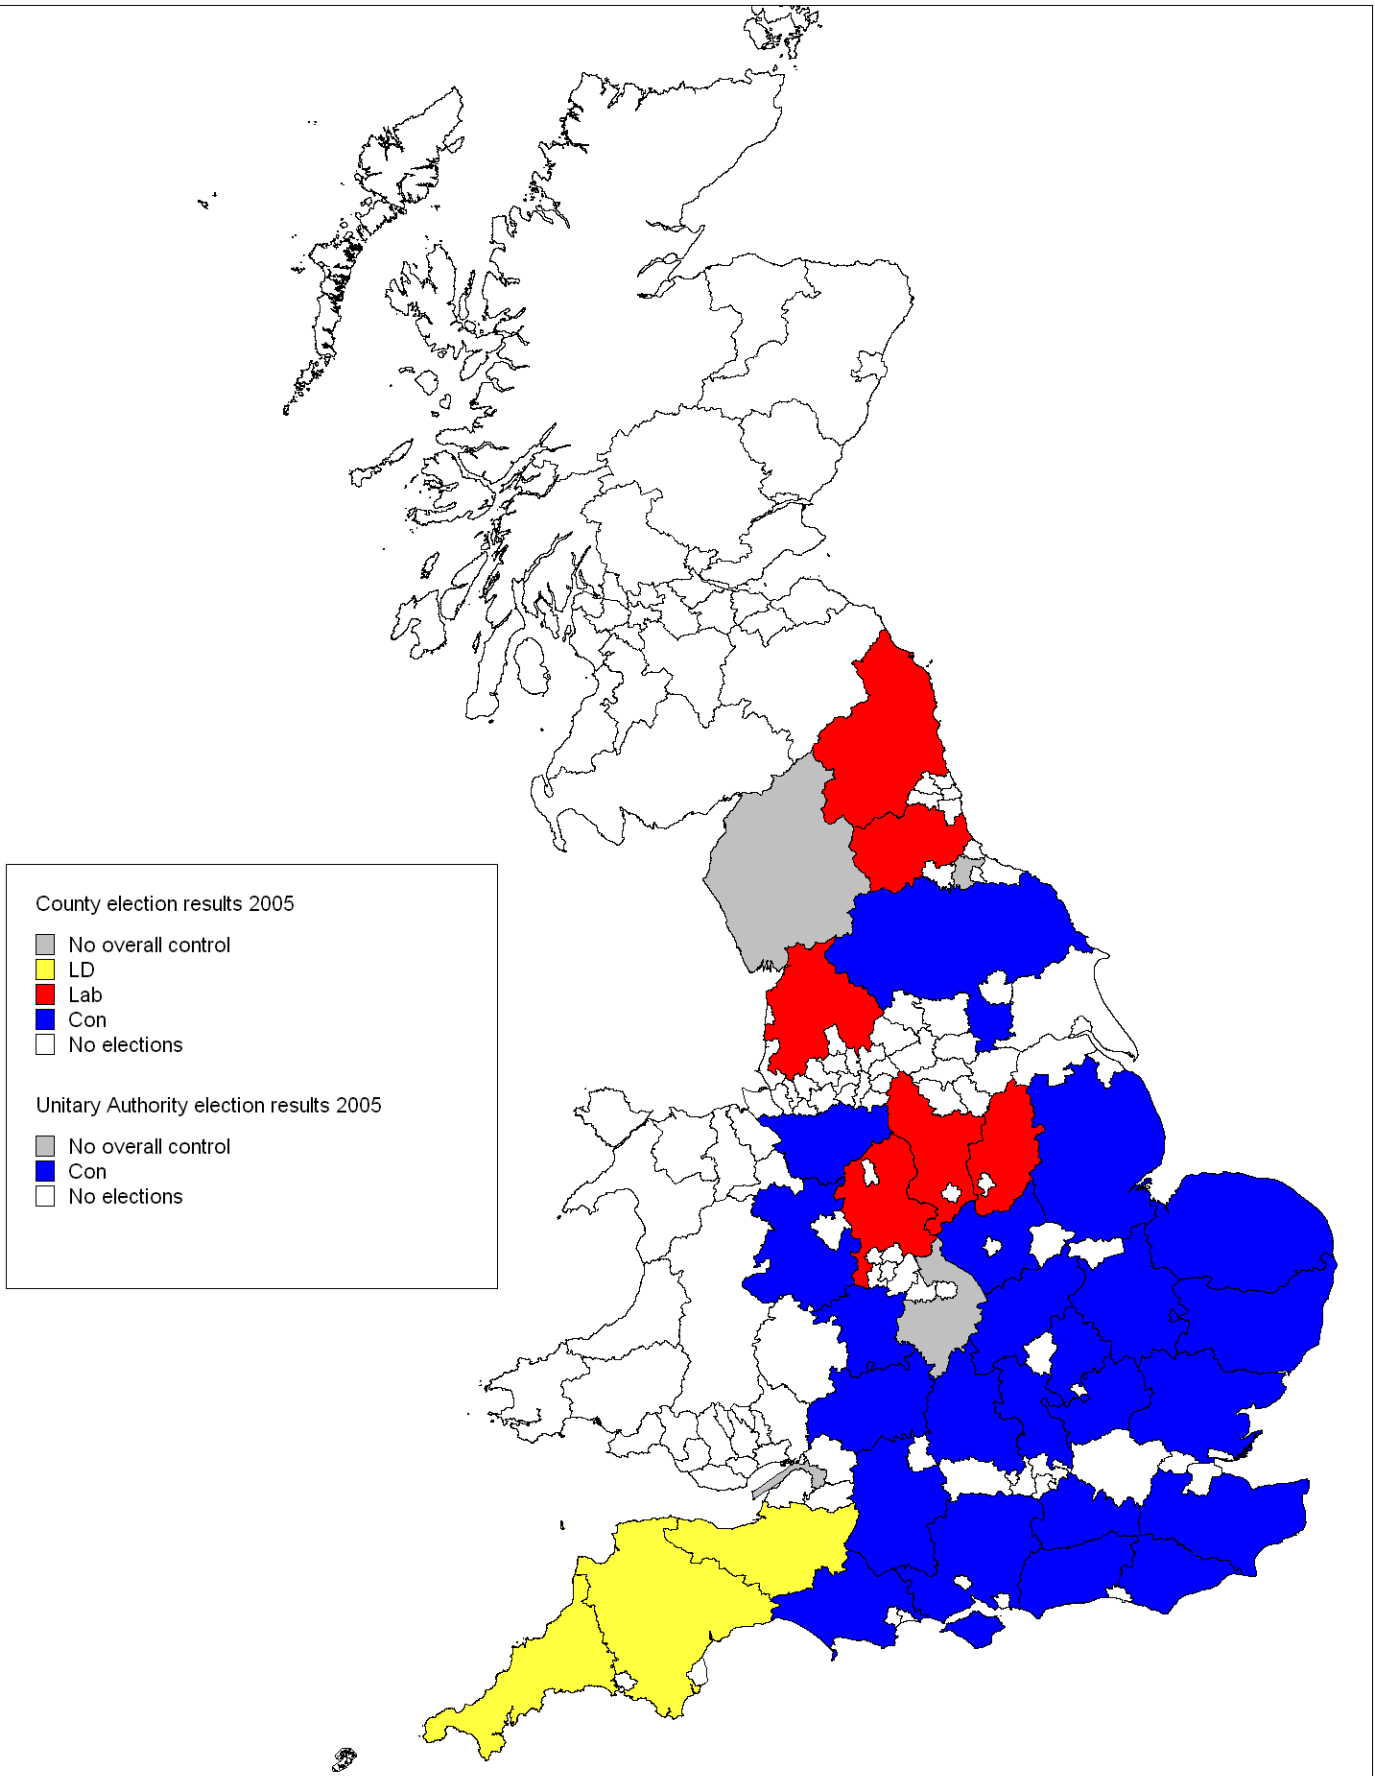 County election results 2005
No overall control
LD
Lab
Con
No elections
Unitary Authority election results 2005
No overall control
Con
No elections